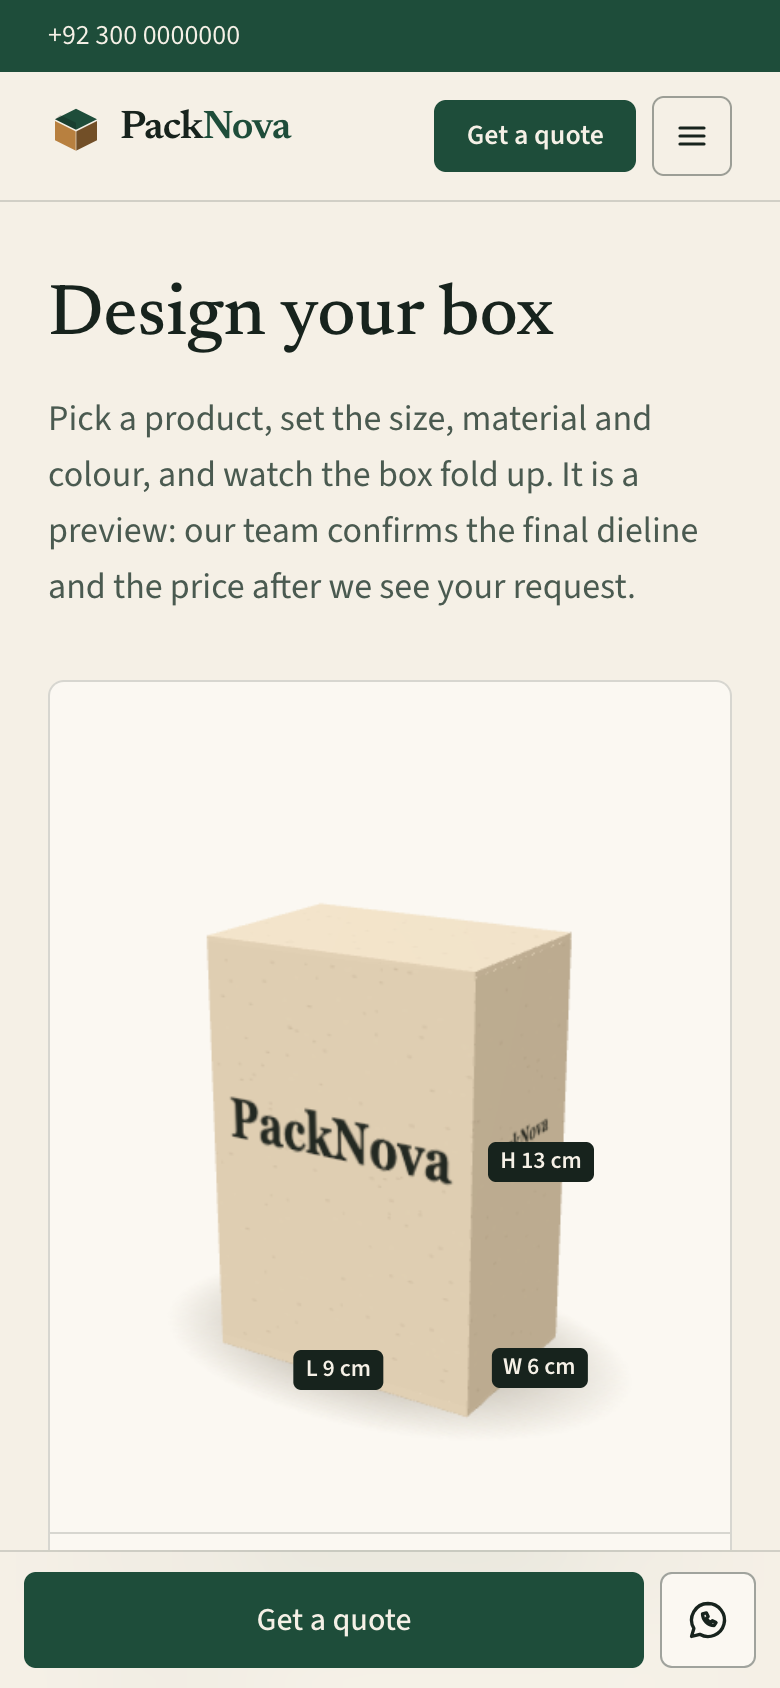 +92 300 0000000
PackNova
Get a quote
Design your box
Pick a product, set the size, material and
colour, and watch the box fold up. It is a
preview: our team confirms the final dieline
and the price after we see your request.
PackNova
H 13 cm
L 9 cm
W 6 cm
Get a quote